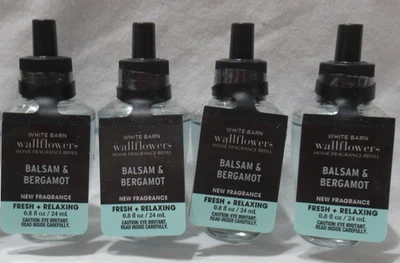 WHITE BARN
wallflowers
HOME FRAGRANCE REFILL
BALSAM &
BERGAMOT
NEW FRAGRANCE
FRESH + RELAXING
0.8 fl oz / 24 mL
CAUTION: EYE IRRITANT.
READ INSIDE CAREFULLY.
WHITE BARN
wallflowers
HOME FRAGRANCE REFILL
BALSAM &
BERGAMOT
NEW FRAGRANCE
FRESH + RELAXING
0.8 fl oz / 24 mL
CAUTION: EYE IRRITANT.
READ INSIDE CAREFULLY.
WHITE BARN
wallflowers
HOME FRAGRANCE REFILL
BALSAM &
BERGAMOT
NEW FRAGRANCE
FRESH + RELAXING
0.8 fl oz / 24 mL
CAUTION: EYE IRRITANT.
READ INSIDE CAREFULLY.
WHITE BARN
wallflowers
HOME FRAGRANCE REFILL
BALSAM &
BERGAMOT
NEW FRAGRANCE
FRESH + RELAXING
0.8 fl oz / 24 mL
CAUTION: EYE IRRITANT.
READ INSIDE CAREFULLY.